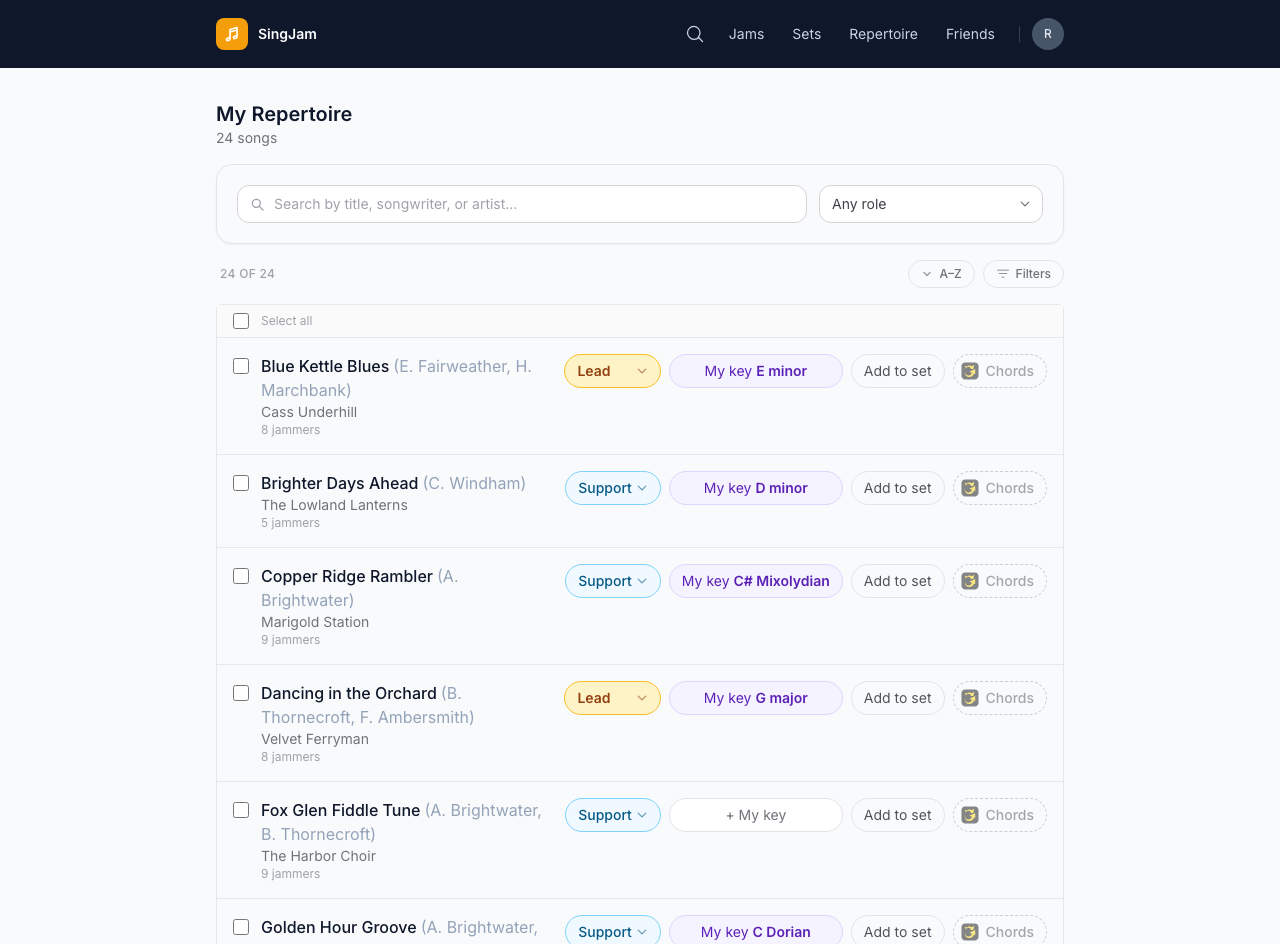 SingJam
Jams
Sets
Repertoire
Friends
R
My Repertoire
24 songs
Search by title, songwriter, or artist...
Any role
24 OF 24
A–Z
Filters
Select all
Blue Kettle Blues (E. Fairweather, H.
Marchbank)
Cass Underhill
8 jammers
Lead
My key E minor
Add to set
Chords
Brighter Days Ahead (C. Windham)
The Lowland Lanterns
5 jammers
Support
My key D minor
Add to set
Chords
Copper Ridge Rambler (A.
Brightwater)
Marigold Station
9 jammers
Support
My key C# Mixolydian
Add to set
Chords
Dancing in the Orchard (B.
Thornecroft, F. Ambersmith)
Velvet Ferryman
8 jammers
Lead
My key G major
Add to set
Chords
Fox Glen Fiddle Tune (A. Brightwater,
B. Thornecroft)
The Harbor Choir
9 jammers
Support
+ My key
Add to set
Chords
Golden Hour Groove (A. Brightwater,
Support
My key C Dorian
Add to set
Chords